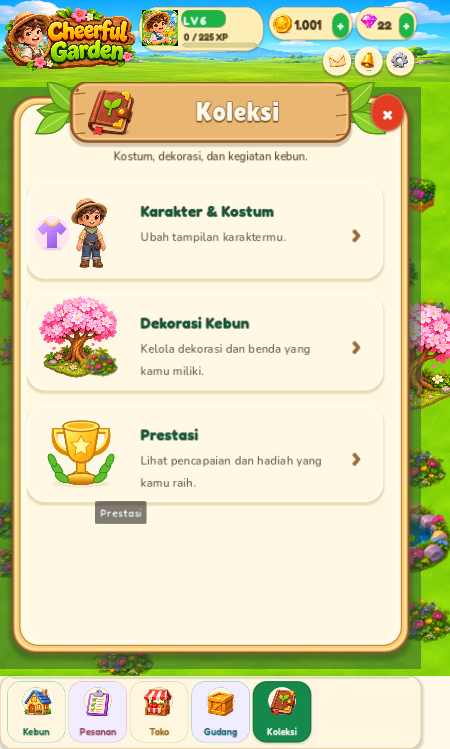 Cheerful
Garden
LV 6
0 / 225 XP
1.001
+
22
+
Koleksi
Kostum, dekorasi, dan kegiatan kebun.
Karakter & Kostum
Ubah tampilan karaktermu.
Dekorasi Kebun
Kelola dekorasi dan benda yang
kamu miliki.
Prestasi
Lihat pencapaian dan hadiah yang
kamu raih.
Prestasi
Kebun
Pesanan
Toko
Gudang
Koleksi